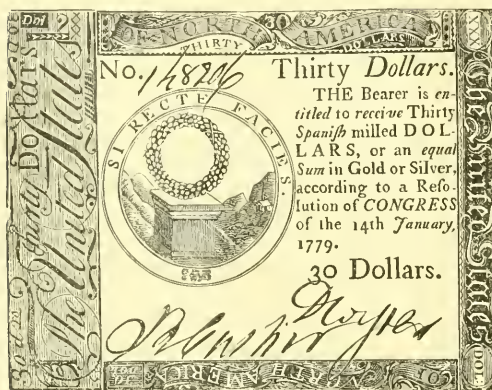 OF NORTH 30 AMERICA
THIRTY DOLLARS
No. 148206
Thirty Dollars.
THE Bearer is en-
titled to receive Thirty
Spaniſh milled DOL-
LARS, or an equal
Sum in Gold or Silver,
according to a Reſo-
lution of CONGRESS
of the 14th January,
1779.
30 Dollars.
SI RECTE FACIES.
The United States
NORTH AMERICA
The United States